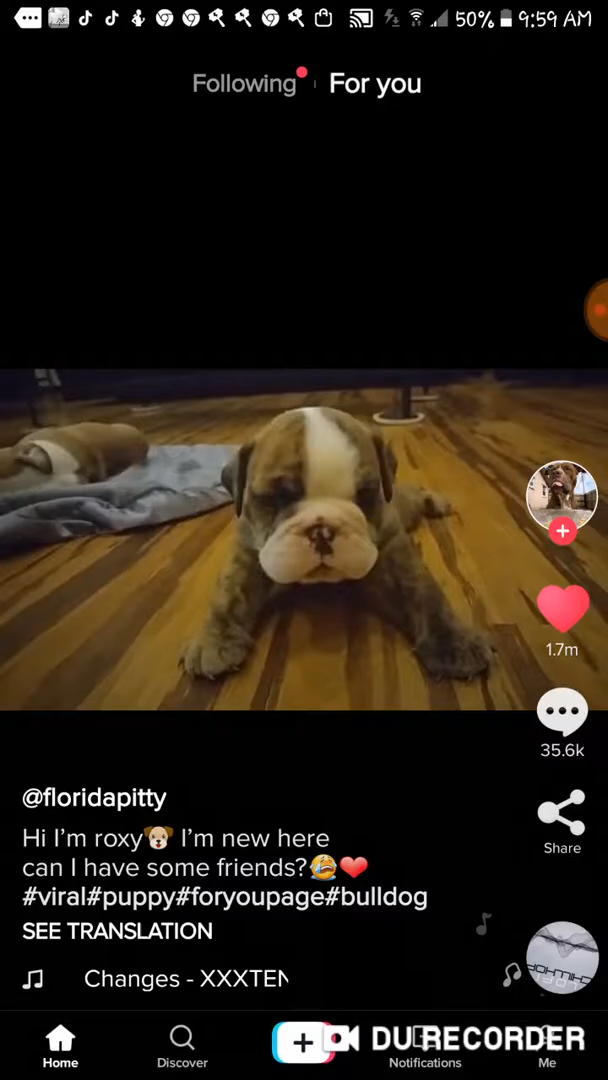 50% 9:59 AM
Following For you
1.7m
35.6k
Share
@floridapitty
Hi I'm roxy🐶 I'm new here
can I have some friends?😭❤️
#viral#puppy#foryoupage#bulldog
SEE TRANSLATION
Changes - XXXTEN
DU RECORDER
Home Discover Notifications Me